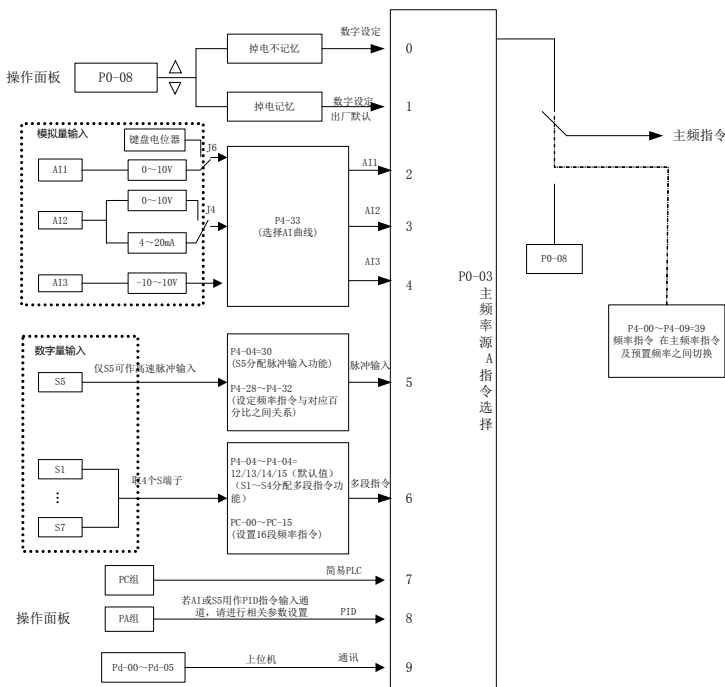 数字设定
掉电不记忆
0
操作面板
P0-08
△
▽
掉电记忆
数字设定
出厂默认
1
主频指令
模拟量输入
键盘电位器
J6
AI1
0～10V
AI1
2
0～10V
AI2
J4
4～20mA
P4-33
(选择AI曲线)
AI2
3
AI3
-10～10V
AI3
4
P0-03
主频率源A指令选择
P0-08
P4-00～P4-09=39
频率指令 在主频率指令
及预置频率之间切换
数字量输入
S5
仅S5可作高速脉冲输入
P4-04=30
(S5分配脉冲输入功能)
P4-28～P4-32
(设定频率指令与对应百
分比之间关系)
脉冲输入
5
S1
⋮
S7
取4个S端子
P4-04～P4-04=
12/13/14/15（默认值）
（S1～S4分配多段指令功
能）
PC-00～PC-15
(设置16段频率指令)
多段指令
6
PC组
简易PLC
7
操作面板
PA组
若AI或S5用作PID指令输入通
道，请进行相关参数设置
PID
8
Pd-00～Pd-05
上位机
通讯
9